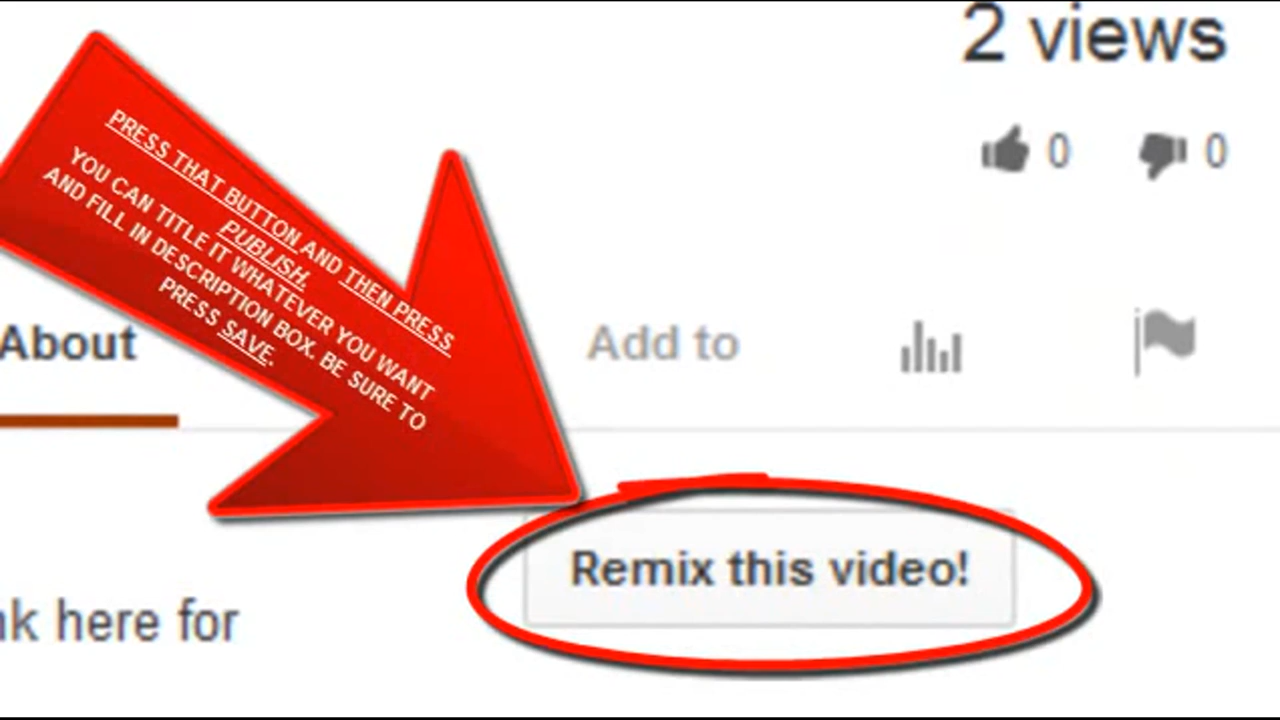 2 views
0 0
PRESS THAT BUTTON AND THEN PRESS
PUBLISH.
YOU CAN TITLE IT WHATEVER YOU WANT
AND FILL IN DESCRIPTION BOX. BE SURE TO
PRESS SAVE.
About Add to
Remix this video!
nk here for